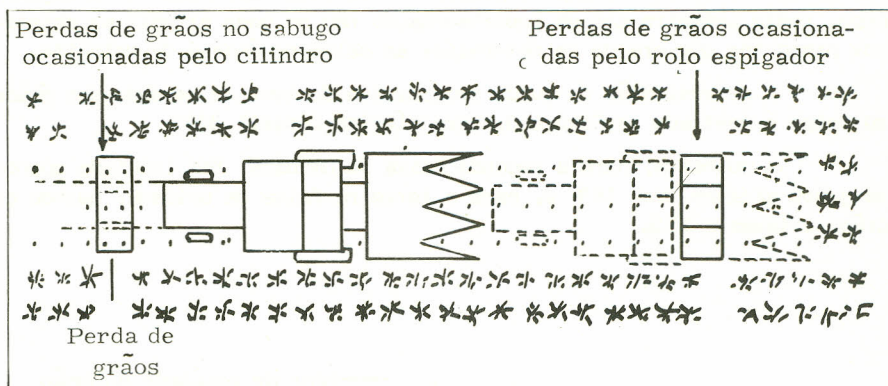 Perdas de grãos no sabugo
ocasionadas pelo cilindro
Perdas de grãos ocasiona-
das pelo rolo espigador
Perda de
grãos